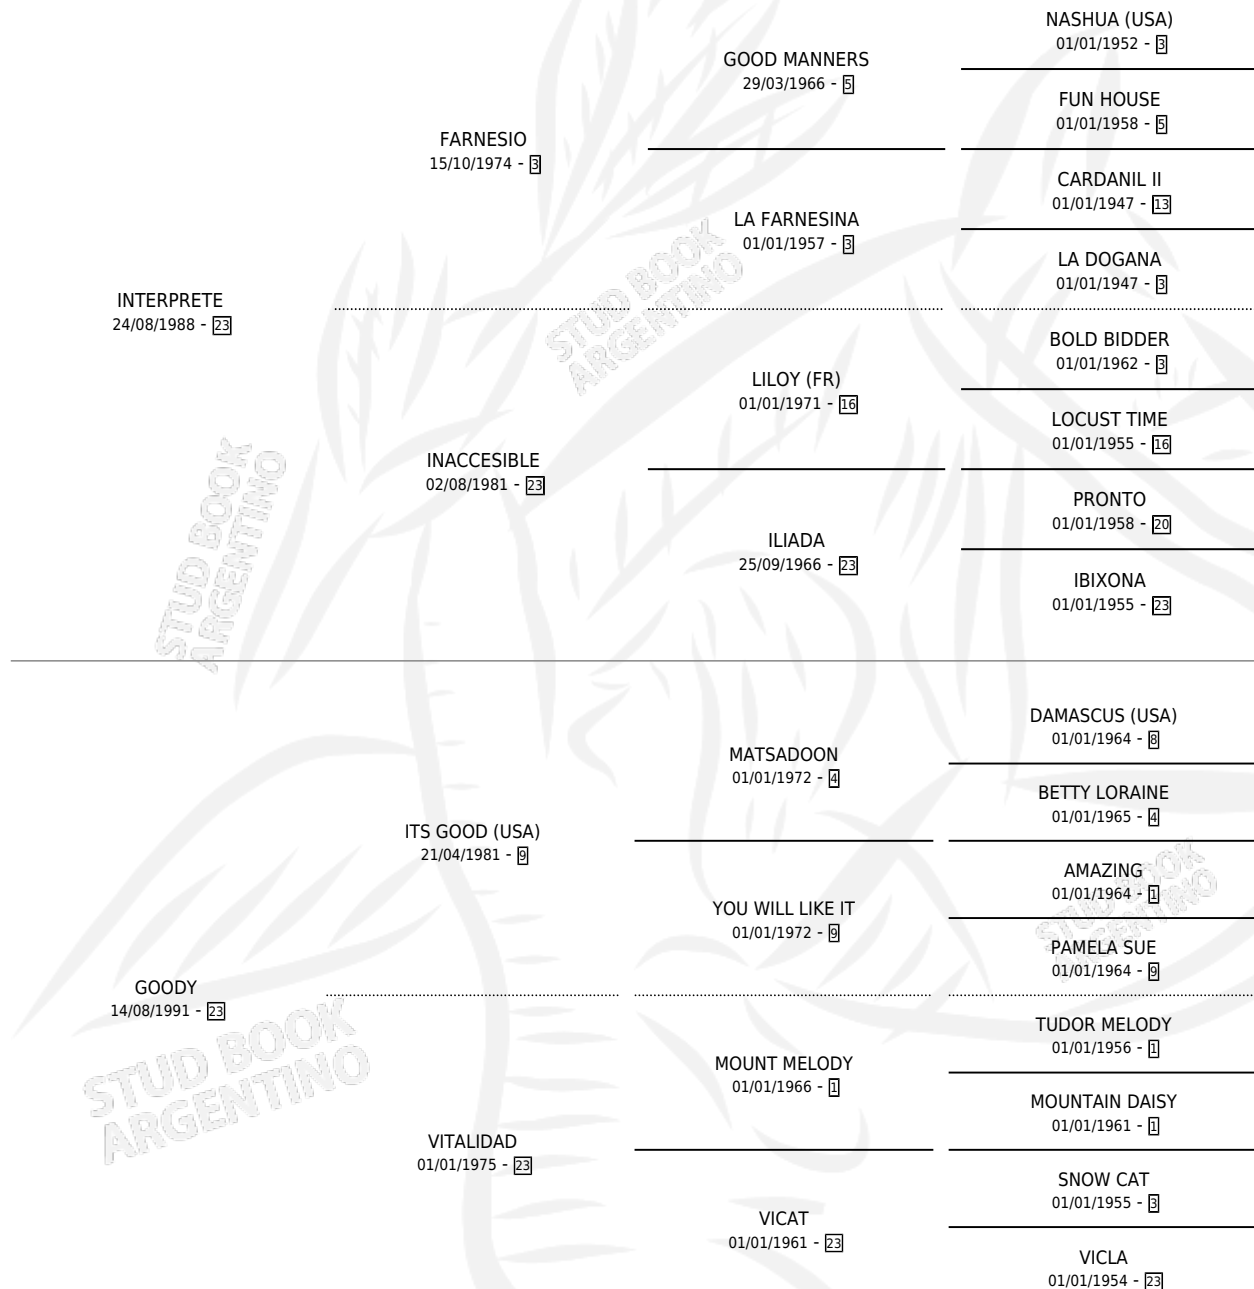 INTERPRETE
24/08/1988 - 23
FARNESIO
15/10/1974 - 3
GOOD MANNERS
29/03/1966 - 5
NASHUA (USA)
01/01/1952 - 3
FUN HOUSE
01/01/1958 - 5
LA FARNESINA
01/01/1957 - 3
CARDANIL II
01/01/1947 - 13
LA DOGANA
01/01/1947 - 3
INACCESIBLE
02/08/1981 - 23
LILOY (FR)
01/01/1971 - 16
BOLD BIDDER
01/01/1962 - 3
LOCUST TIME
01/01/1955 - 16
ILIADA
25/09/1966 - 23
PRONTO
01/01/1958 - 20
IBIXONA
01/01/1955 - 23
GOODY
14/08/1991 - 23
ITS GOOD (USA)
21/04/1981 - 9
MATSADOON
01/01/1972 - 4
DAMASCUS (USA)
01/01/1964 - 8
BETTY LORAINE
01/01/1965 - 4
YOU WILL LIKE IT
01/01/1972 - 9
AMAZING
01/01/1964 - 1
PAMELA SUE
01/01/1964 - 9
VITALIDAD
01/01/1975 - 23
MOUNT MELODY
01/01/1966 - 1
TUDOR MELODY
01/01/1956 - 1
MOUNTAIN DAISY
01/01/1961 - 1
VICAT
01/01/1961 - 23
SNOW CAT
01/01/1955 - 3
VICLA
01/01/1954 - 23
STUD BOOK
ARGENTINO
STUD BOOK
ARGENTINO
STUD BOOK
ARGENTINO
STUD BOOK
ARGENTINO